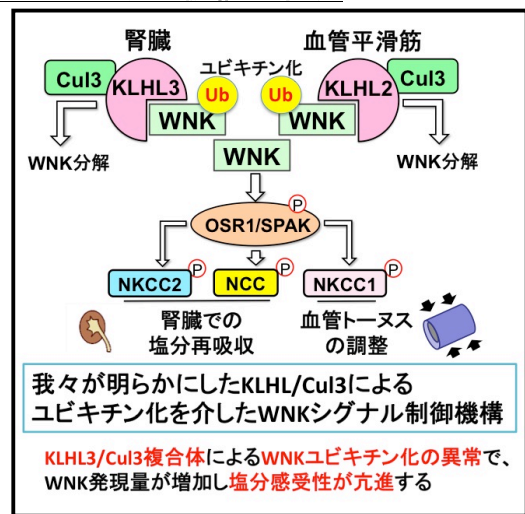 腎臓
血管平滑筋
Cul3
KLHL3
ユビキチン化
KLHL2
Cul3
Ub
Ub
WNK
WNK
WNK分解
WNK
WNK分解
P
OSR1/SPAK
NKCC2
P
NCC
P
NKCC1
P
腎臓での
塩分再吸収
血管トーヌス
の調整
我々が明らかにしたKLHL/Cul3による
ユビキチン化を介したWNKシグナル制御機構
KLHL3/Cul3複合体によるWNKユビキチン化の異常で、
WNK発現量が増加し塩分感受性が亢進する